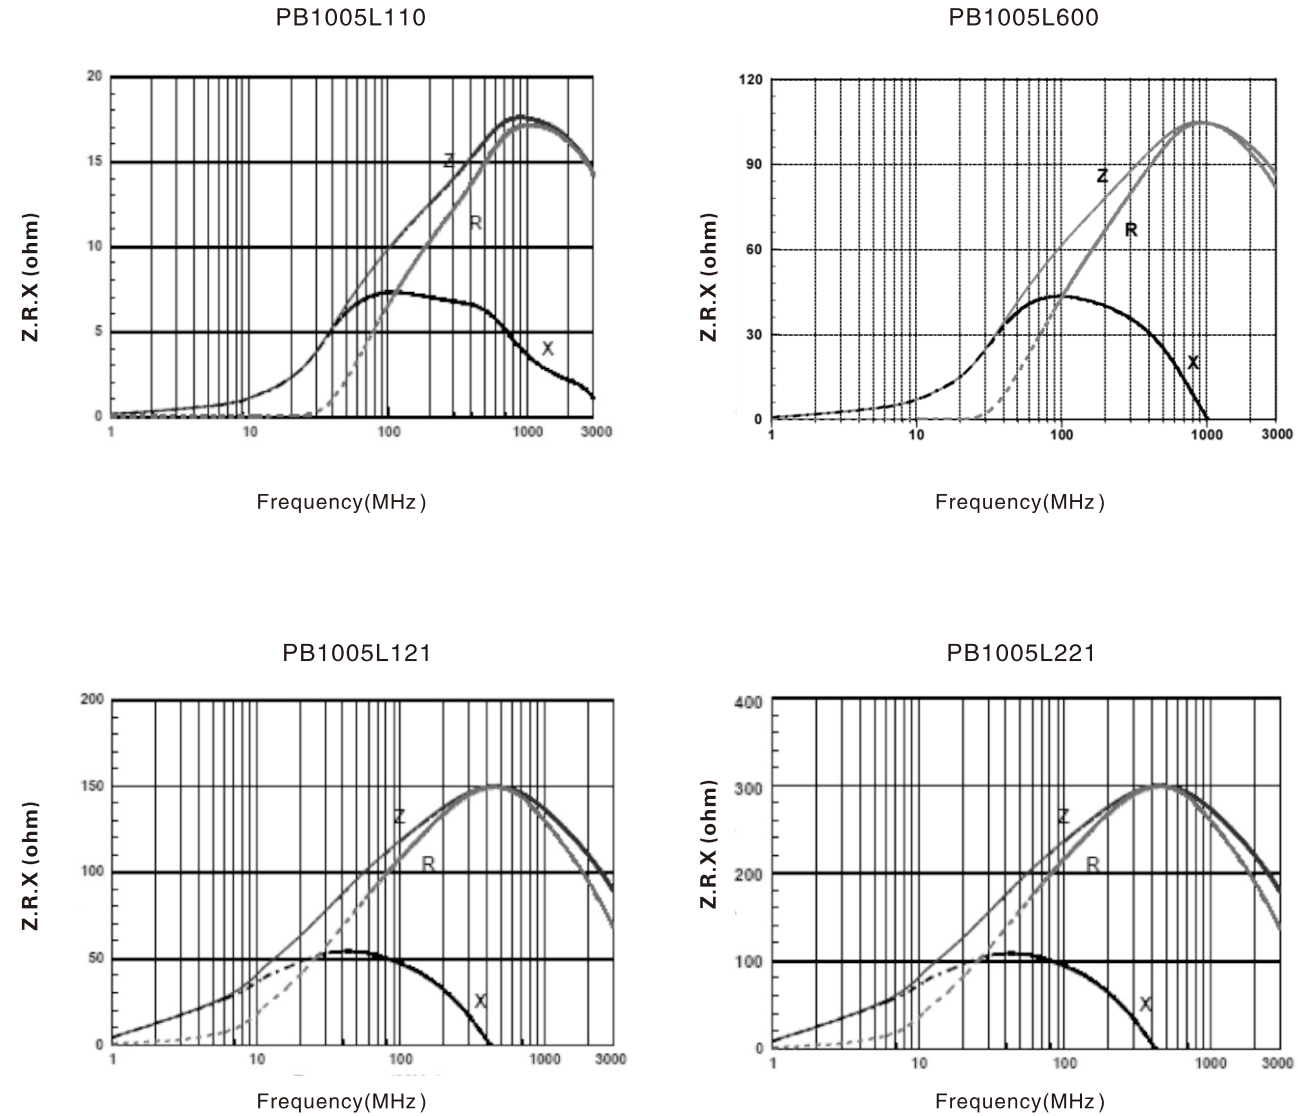 PB1005L110
20
15
10
5
0
Z
R
X
Z.R.X (ohm)
1 10 100 1000 3000
Frequency(MHz)
PB1005L600
120
90
60
30
0
Z
R
X
Z.R.X (ohm)
1 10 100 1000 3000
Frequency(MHz)
PB1005L121
200
150
100
50
0
Z
R
X
Z.R.X (ohm)
1 10 100 1000 3000
Frequency(MHz)
PB1005L221
400
300
200
100
0
Z
R
X
Z.R.X (ohm)
1 10 100 1000 3000
Frequency(MHz)